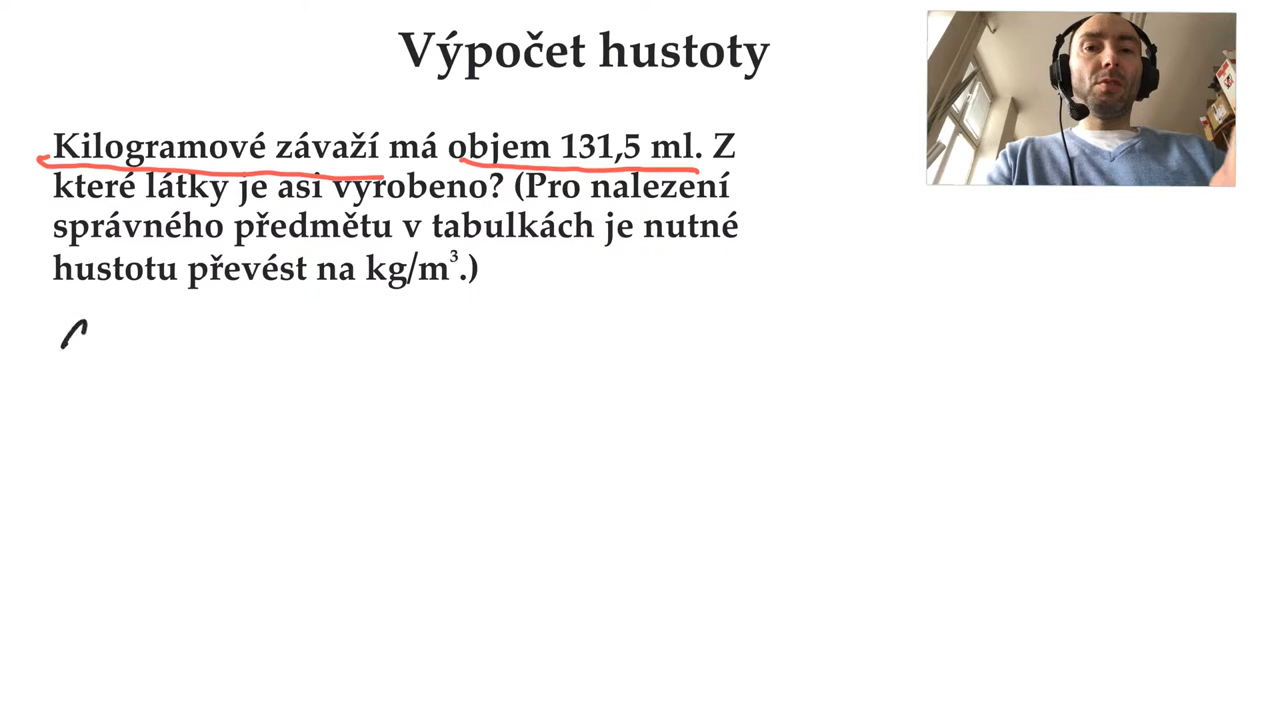 Výpočet hustoty
Kilogramové závaží má objem 131,5 ml. Z
které látky je asi vyrobeno? (Pro nalezení
správného předmětu v tabulkách je nutné
hustotu převést na kg/m³.)